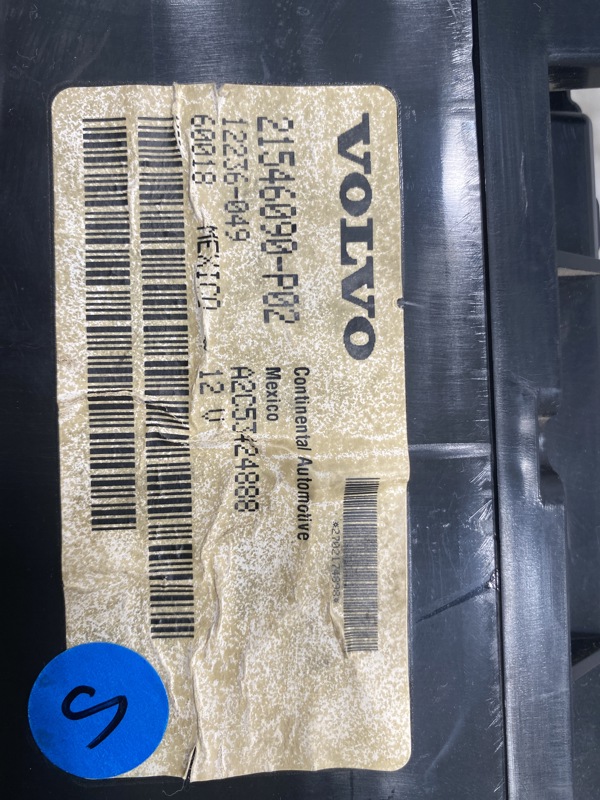 VOLVO
21546090-P02
12236-049
60018 MEXICO
Continental Automotive
Mexico
A2C53424888
12 V
S